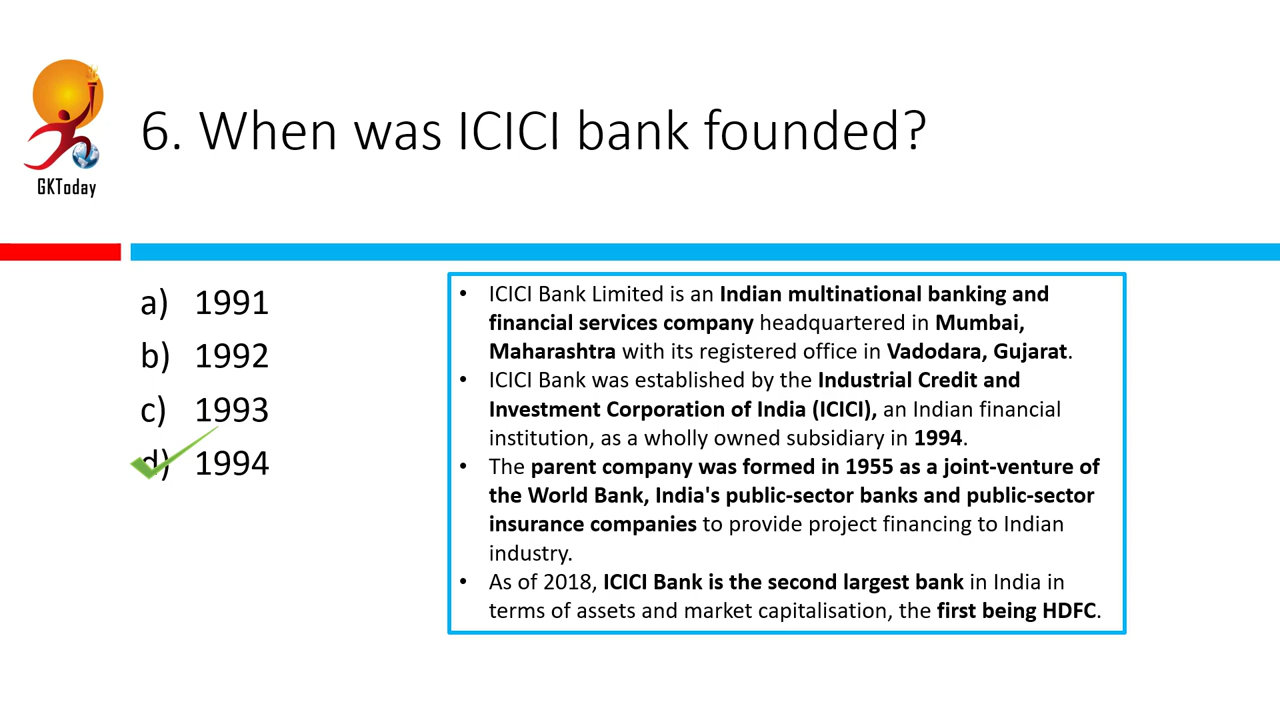 GKToday
6. When was ICICI bank founded?
a) 1991
b) 1992
c) 1993
d) 1994
• ICICI Bank Limited is an Indian multinational banking and
financial services company headquartered in Mumbai,
Maharashtra with its registered office in Vadodara, Gujarat.
• ICICI Bank was established by the Industrial Credit and
Investment Corporation of India (ICICI), an Indian financial
institution, as a wholly owned subsidiary in 1994.
• The parent company was formed in 1955 as a joint-venture of
the World Bank, India's public-sector banks and public-sector
insurance companies to provide project financing to Indian
industry.
• As of 2018, ICICI Bank is the second largest bank in India in
terms of assets and market capitalisation, the first being HDFC.